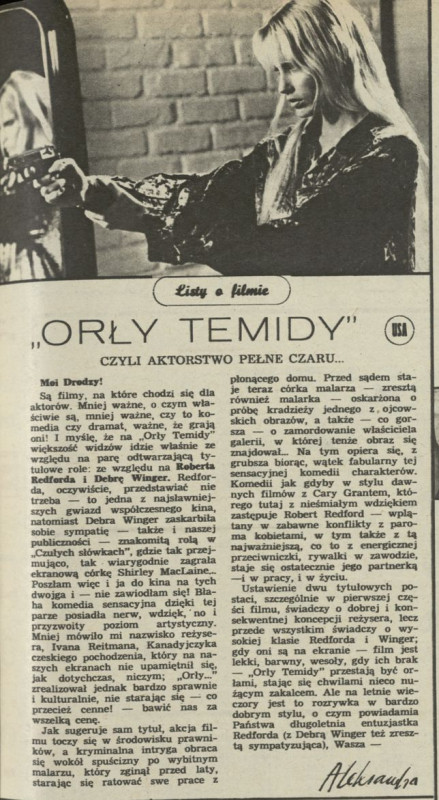 Listy o filmie
„ORŁY TEMIDY”
USA
CZYLI AKTORSTWO PEŁNE CZARU...
Moi Drodzy!
Są filmy, na które chodzi się dla
aktorów. Mniej ważne, o czym wła-
ściwie są, mniej ważne, czy to ko-
media czy dramat, ważne, że grają
oni! I myślę, że na „Orły Temidy”
większość widzów idzie właśnie ze
względu na parę odtwarzającą ty-
tułowe role: ze względu na Roberta
Redforda i Debrę Winger. Redfor-
da, oczywiście, przedstawiać nie
trzeba — to jedna z najsławniej-
szych gwiazd współczesnego kina,
natomiast Debra Winger zaskarbiła
sobie sympatię — także i naszej
publiczności — znakomitą rolą w
„Czułych słówkach”, gdzie tak przej-
mująco, tak wiarygodnie zagrała
ekranową córkę Shirley MacLaine...
Poszłam więc i ja do kina na tych
dwojga i — nie zawiodłam się! Bła-
ha komedia sensacyjna dzięki tej
parze posiadła nerw, wdzięk, no i
przyzwoity poziom artystyczny.
Mniej mówiło mi nazwisko reżyse-
ra, Ivana Reitmana, Kanadyjczyka
czeskiego pochodzenia, który na na-
szych ekranach nie upamiętnił się,
jak dotychczas, niczym; „Orły...”
zrealizował jednak bardzo sprawnie
i kulturalnie, nie starając się — co
przecież cenne! — bawić nas za
wszelką cenę.
Jak sugeruje sam tytuł, akcja fil-
mu toczy się w środowisku prawni-
ków, a kryminalna intryga obraca
się wokół spuścizny po wybitnym
malarzu, który zginął przed laty,
starając się ratować swe prace z
płonącego domu. Przed sądem sta-
je teraz córka malarza — zresztą
również malarka — oskarżona o
próbę kradzieży jednego z ojcow-
skich obrazów, a także — co gor-
sza — o zamordowanie właściciela
galerii, w której tenże obraz się
znajdował... Na tym opiera się, z
grubsza biorąc, wątek fabularny tej
sensacyjnej komedii charakterów.
Komedii jak gdyby w stylu daw-
nych filmów z Cary Grantem, któ-
rego tutaj z nieśmiałym wdziękiem
zastępuje Robert Redford — wplą-
tany w zabawne konflikty z paro-
ma kobietami, w tym także z tą
najważniejszą, co to z energicznej
przeciwniczki, rywalki w zawodzie,
staje się ostatecznie jego partnerką
— i w pracy, i w życiu.
Ustawienie dwu tytułowych po-
staci, szczególnie w pierwszej czę-
ści filmu, świadczy o dobrej i kon-
sekwentnej koncepcji reżysera, lecz
przede wszystkim świadczy o wy-
sokiej klasie Redforda i Winger;
gdy oni są na ekranie — film jest
lekki, barwny, wesoły, gdy ich brak
— „Orły Temidy” przestają być or-
łami, stając się chwilami nieco nu-
żącym zakalcem. Ale na letnie wie-
czory jest to rozrywka w bardzo
dobrym stylu, o czym powiadamia
Państwa długoletnia entuzjastka
Redforda (z Debrą Winger też zresz-
tą sympatyzująca), Wasza —
Aleksandra